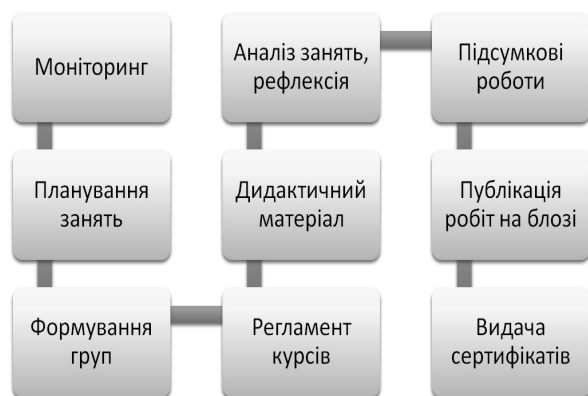 Моніторинг
Планування
занять
Формування
груп
Регламент
курсів
Дидактичний
матеріал
Аналіз занять,
рефлексія
Підсумкові
роботи
Публікація
робіт на блозі
Видача
сертифікатів